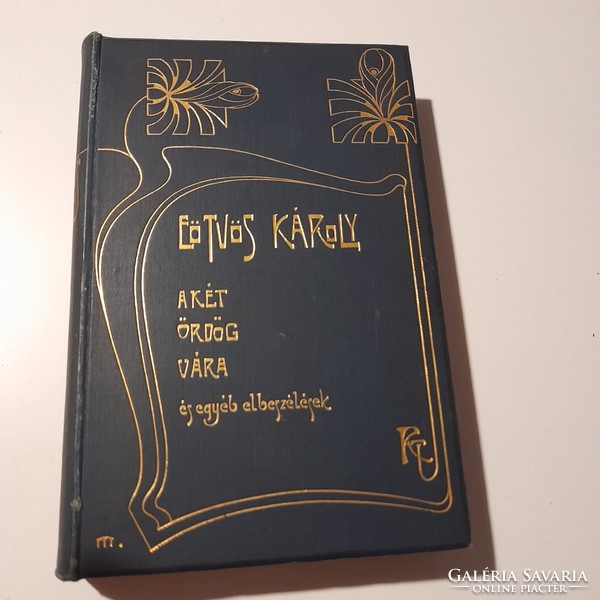 EÖTVÖS KÁROLY
A KÉT
ÖRDÖG
VÁRA
és egyéb elbeszélések
m.
GALÉRIA SAVARIA
ONLINE PIACTÉR